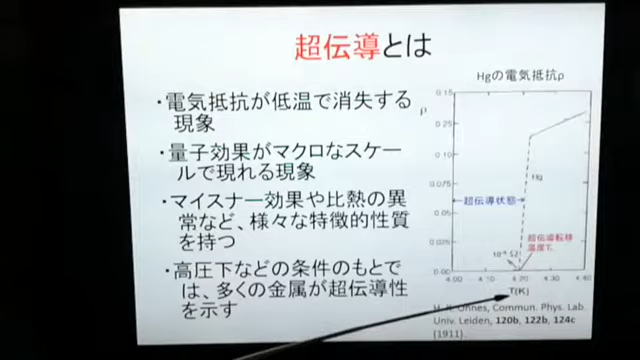 超伝導とは
・電気抵抗が低温で消失する
現象
・量子効果がマクロなスケー
ルで現れる現象
・マイスナー効果や比熱の異
常など、様々な特徴的性質
を持つ
・高圧下などの条件のもとで
は、多くの金属が超伝導性
を示す
Hgの電気抵抗ρ
ρ
0.15
0.25
0.075
0.05
0.025
0.00
Hg
超伝導状態
超伝導転移
温度T
4.00
4.10
4.20
4.30
4.40
T(K)
H. K. Onnes, Commun. Phys. Lab.
Univ. Leiden, 120b, 122b, 124c
(1911).